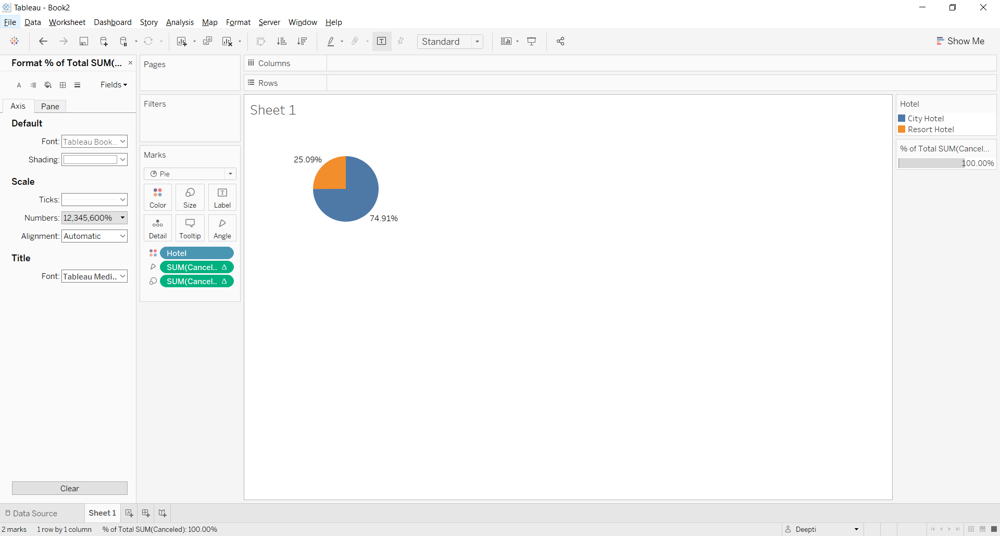 Tableau - Book2
File Data Worksheet Dashboard Story Analysis Map Format Server Window Help
Standard
Show Me
Format % of Total SUM(...
Fields
Axis Pane
Default
Font: Tableau Book..
Shading:
Scale
Ticks:
Numbers: 12,345,600%
Alignment: Automatic
Title
Font: Tableau Medi..
Clear
Pages
Filters
Marks
Pie
Color Size Label
Detail Tooltip Angle
Hotel
SUM(Cancel.. Δ
SUM(Cancel.. Δ
Columns
Rows
Sheet 1
25.09%
74.91%
Hotel
City Hotel
Resort Hotel
% of Total SUM(Cancel...
100.00%
Data Source Sheet 1
2 marks 1 row by 1 column % of Total SUM(Canceled): 100.00%
Deepti